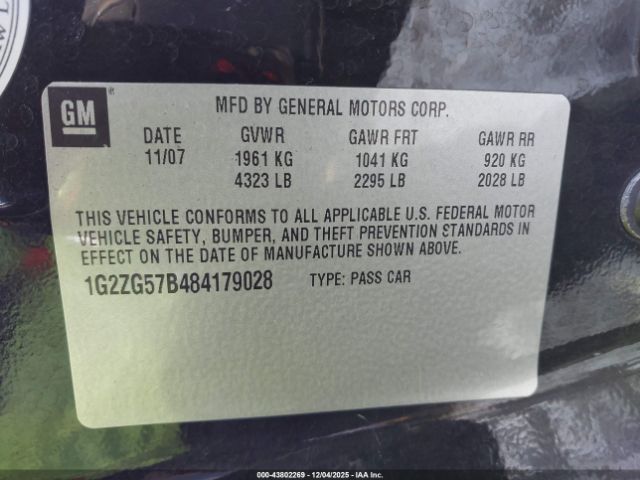 GM
MFD BY GENERAL MOTORS CORP.
DATE GVWR GAWR FRT GAWR RR
11/07 1961 KG 1041 KG 920 KG
4323 LB 2295 LB 2028 LB
THIS VEHICLE CONFORMS TO ALL APPLICABLE U.S. FEDERAL MOTOR
VEHICLE SAFETY, BUMPER, AND THEFT PREVENTION STANDARDS IN
EFFECT ON THE DATE OF MANUFACTURE SHOWN ABOVE.
1G2ZG57B484179028 TYPE: PASS CAR
000-43802269 - 12/04/2025 - IAA Inc.